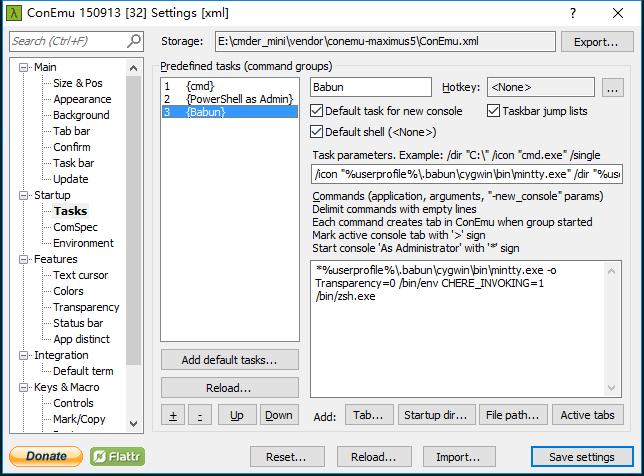 ConEmu 150913 [32] Settings [xml]
Search (Ctrl+F)
Storage:
E:\cmder_mini\vendor\conemu-maximus5\ConEmu.xml
Export...
Main
Size & Pos
Appearance
Background
Tab bar
Confirm
Task bar
Update
Startup
Tasks
ComSpec
Environment
Features
Text cursor
Colors
Transparency
Status bar
App distinct
Integration
Default term
Keys & Macro
Controls
Mark/Copy
Predefined tasks (command groups)
1 {cmd}
2 {PowerShell as Admin}
3 {Babun}
Babun
Hotkey:
<None>
...
Default task for new console
Taskbar jump lists
Default shell (<None>)
Task parameters. Example: /dir "C:\" /icon "cmd.exe" /single
/icon "%userprofile%\.babun\cygwin\bin\mintty.exe" /dir "%us
Commands (application, arguments, "-new_console" params)
Delimit commands with empty lines
Each command creates tab in ConEmu when group started
Mark active console tab with '>' sign
Start console 'As Administrator' with '*' sign
*%userprofile%\.babun\cygwin\bin\mintty.exe -o
Transparency=0 /bin/env CHERE_INVOKING=1
/bin/zsh.exe
Add default tasks...
Reload...
+
-
Up
Down
Add:
Tab...
Startup dir...
File path...
Active tabs
Donate
Flattr
Reset...
Reload...
Import...
Save settings